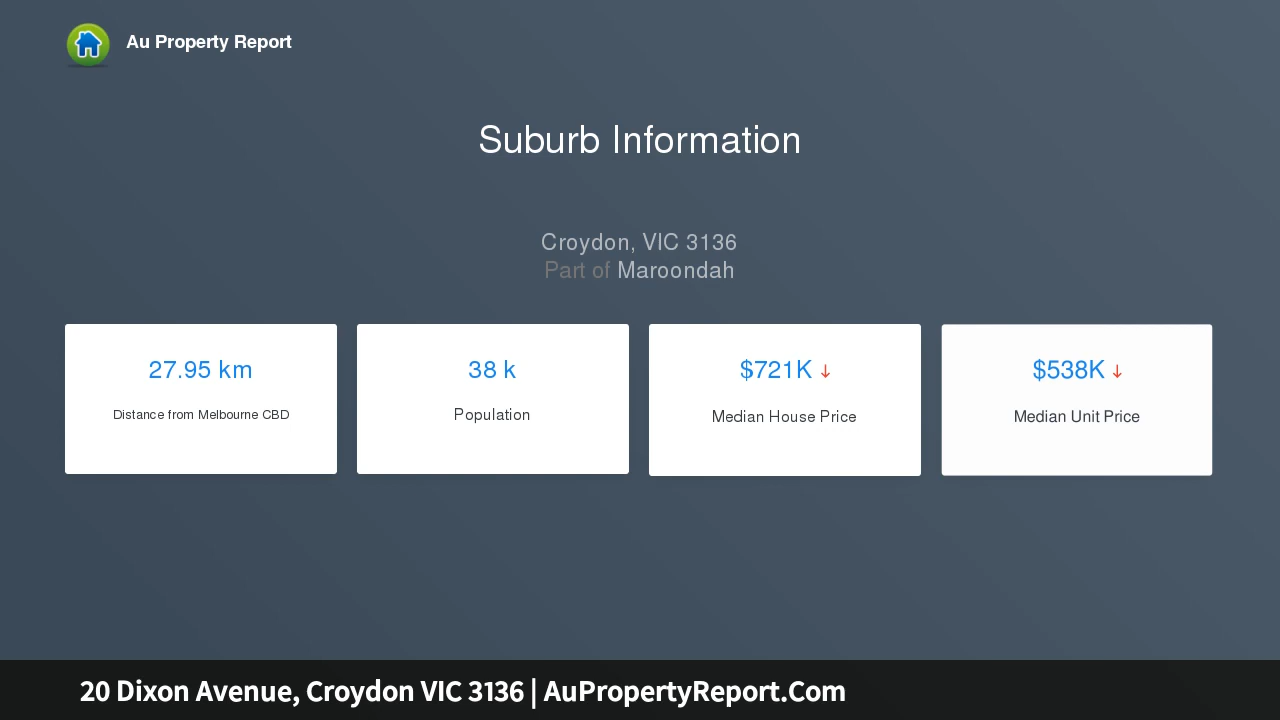 Au Property Report
Suburb Information
Croydon, VIC 3136
Part of Maroondah
27.95 km
Distance from Melbourne CBD
38 k
Population
$721K ↓
Median House Price
$538K ↓
Median Unit Price
20 Dixon Avenue, Croydon VIC 3136 | AuPropertyReport.Com